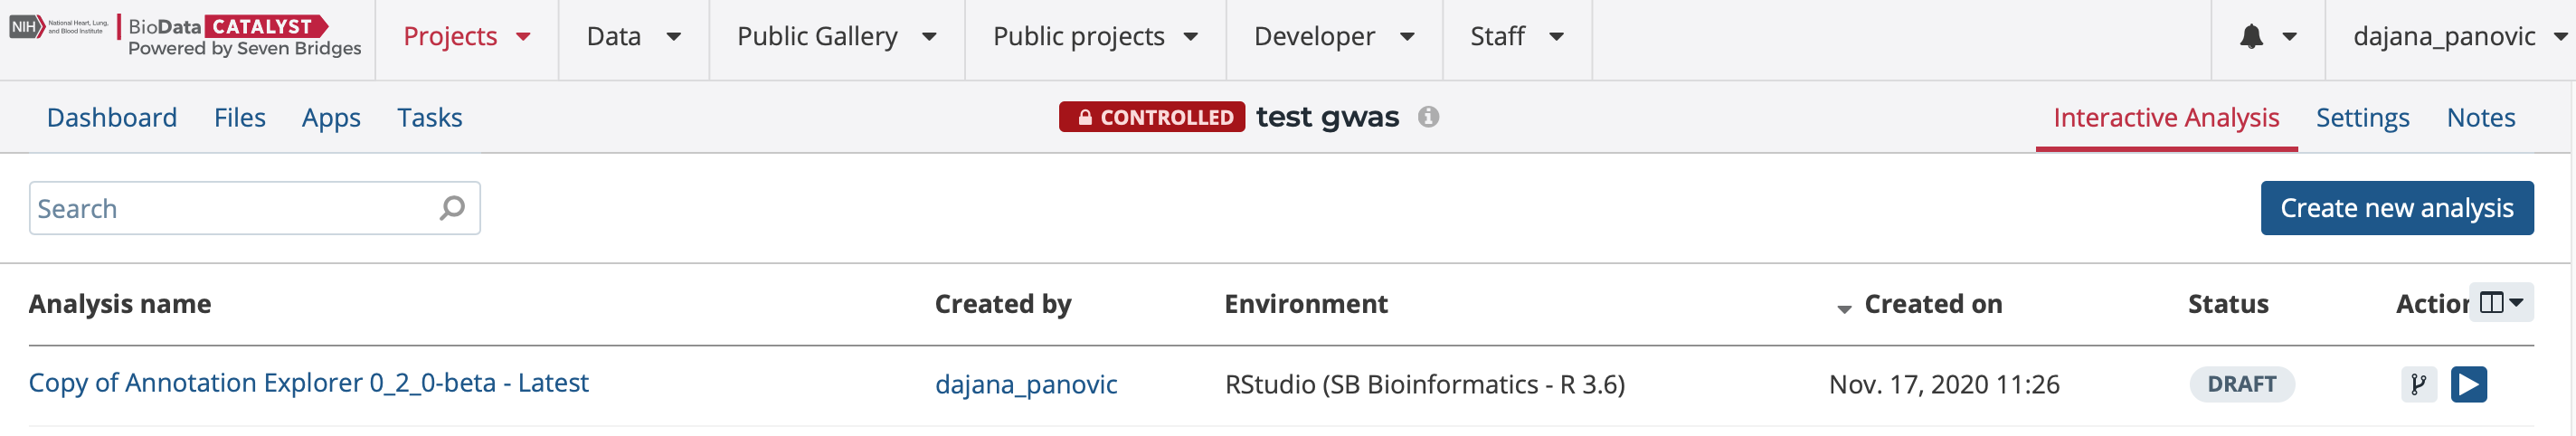 NIH National Heart, Lung, and Blood Institute BioData CATALYST
Powered by Seven Bridges
Projects Data Public Gallery Public projects Developer Staff dajana_panovic
Dashboard Files Apps Tasks CONTROLLED test gwas Interactive Analysis Settings Notes
Search Create new analysis
Analysis name Created by Environment Created on Status Action
Copy of Annotation Explorer 0_2_0-beta - Latest dajana_panovic RStudio (SB Bioinformatics - R 3.6) Nov. 17, 2020 11:26 DRAFT